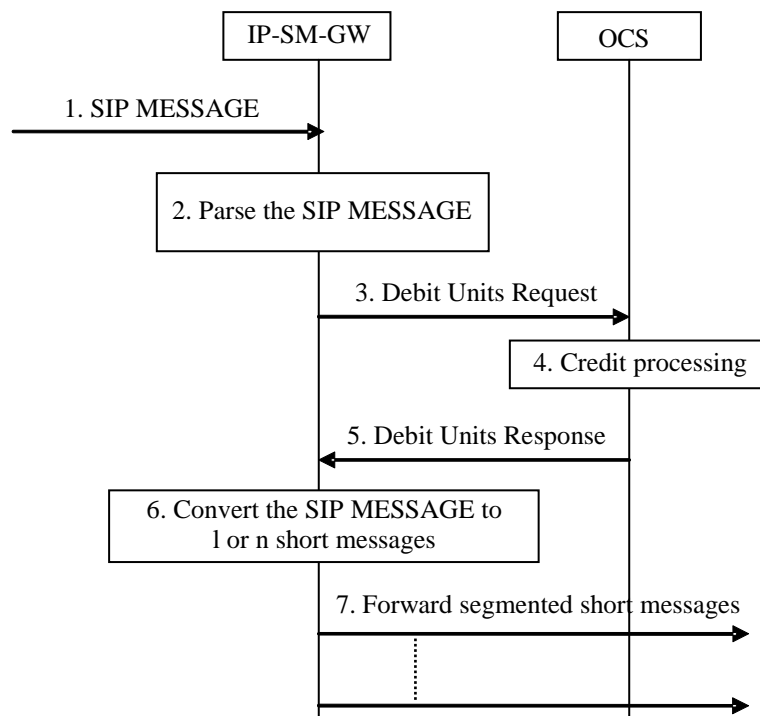 IP-SM-GW
OCS
1. SIP MESSAGE
2. Parse the SIP MESSAGE
3. Debit Units Request
4. Credit processing
5. Debit Units Response
6. Convert the SIP MESSAGE to
1 or n short messages
7. Forward segmented short messages